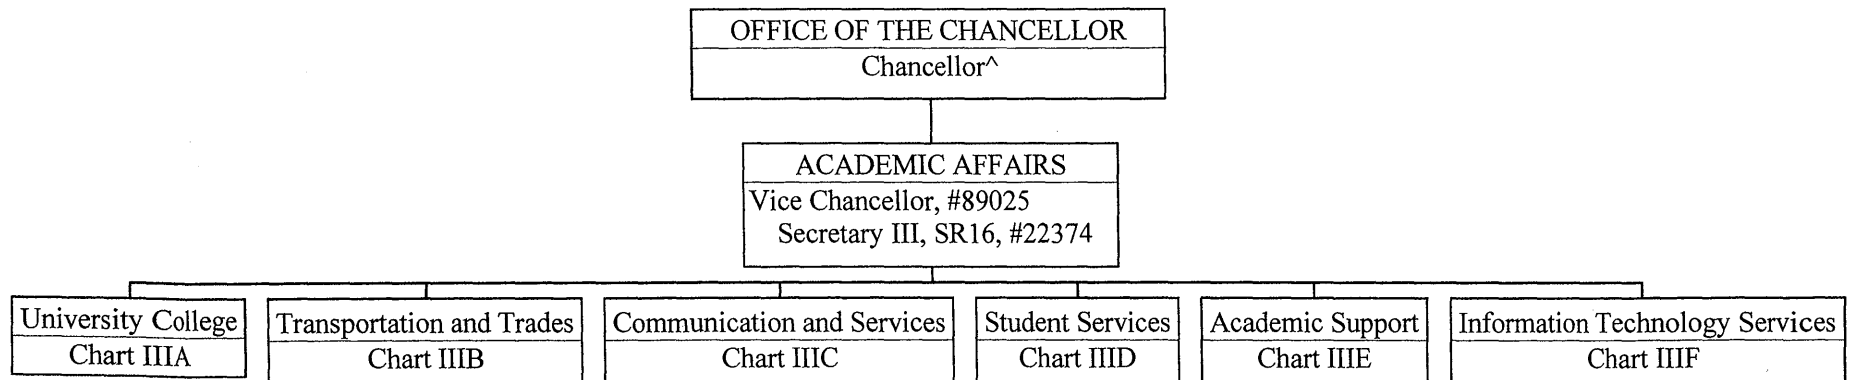 OFFICE OF THE CHANCELLOR
Chancellor^
ACADEMIC AFFAIRS
Vice Chancellor, #89025
Secretary III, SR16, #22374
University College
Chart IIIA
Transportation and Trades
Chart IIIB
Communication and Services
Chart IIIC
Student Services
Chart IIID
Academic Support
Chart IIIE
Information Technology Services
Chart IIIF